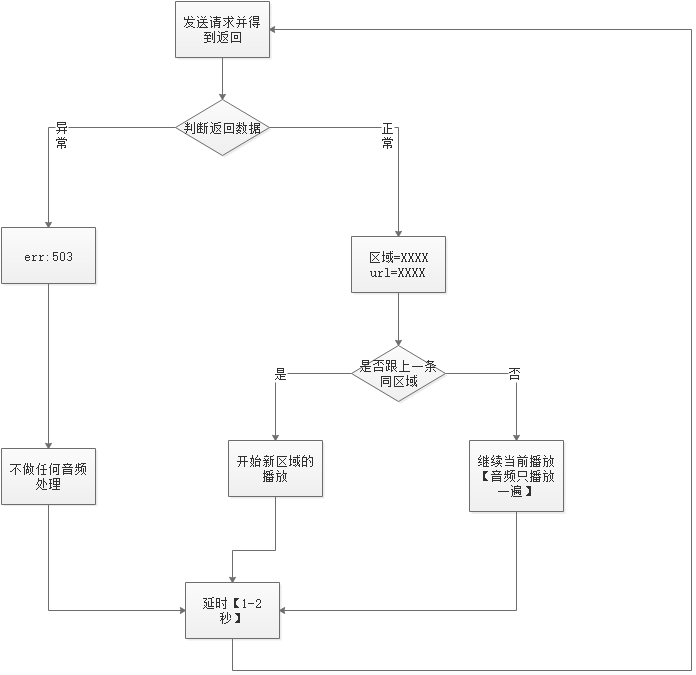 发送请求并得
到返回
判断返回数据
异
常
正
常
err:503
区域=XXXX
url=XXXX
是否跟上一条
同区域
是
否
不做任何音频
处理
开始新区域的
播放
继续当前播放
【音频只播放
一遍】
延时【1-2
秒】